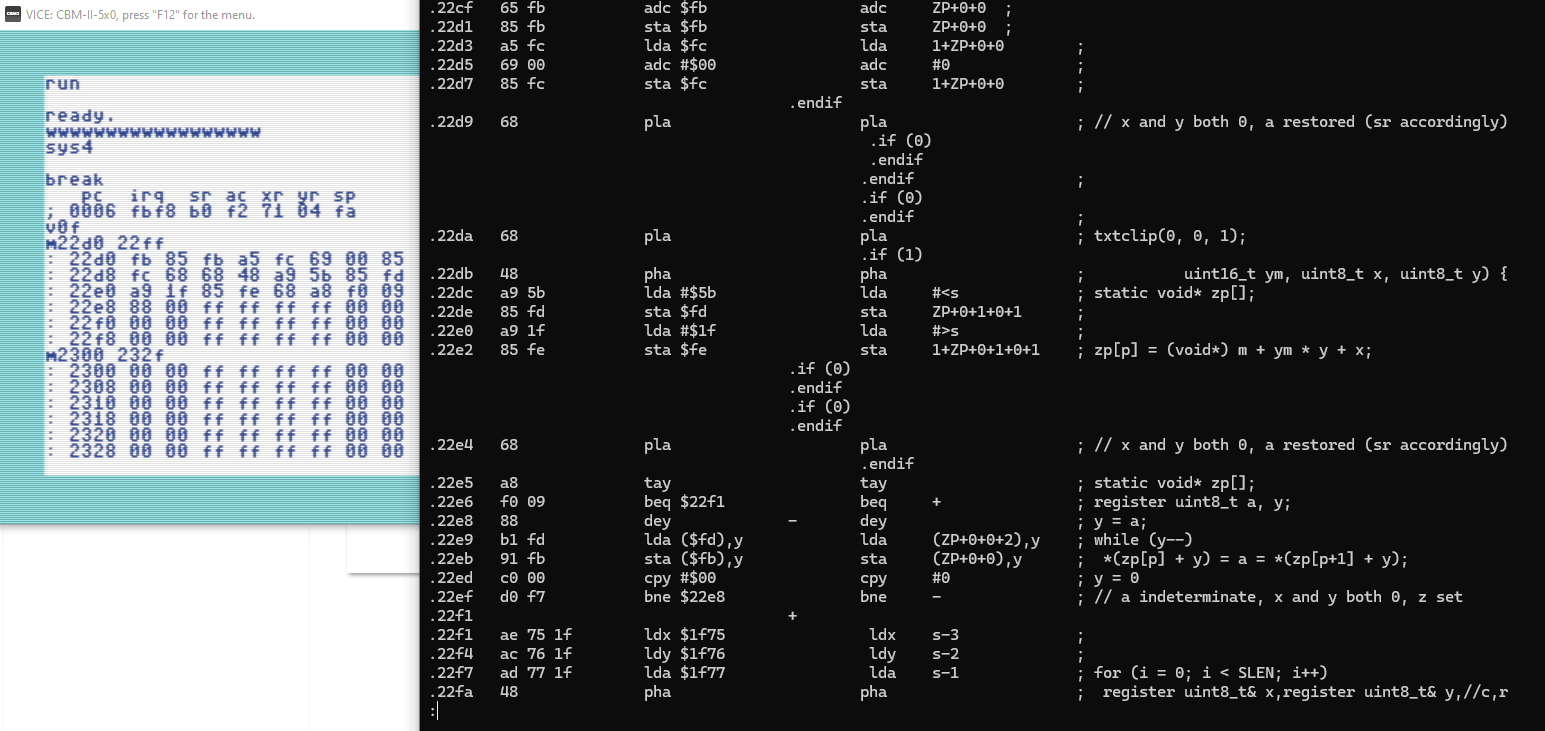 VICE: CBM-II-5x0, press "F12" for the menu.
run
ready.
wwwwwwwwwwwwwwwwww
sys4
break
pc irq sr ac xr yr sp
; 0006 fbf8 b0 f2 71 04 fa
v0f
m22d0 22ff
: 22d0 fb 85 fb a5 fc 69 00 85
: 22d8 fc 68 68 48 a9 5b 85 fd
: 22e0 a9 1f 85 fe 68 a8 f0 09
: 22e8 88 00 ff ff ff ff 00 00
: 22f0 00 00 ff ff ff ff 00 00
: 22f8 00 00 ff ff ff ff 00 00
m2300 232f
: 2300 00 00 ff ff ff ff 00 00
: 2308 00 00 ff ff ff ff 00 00
: 2310 00 00 ff ff ff ff 00 00
: 2318 00 00 ff ff ff ff 00 00
: 2320 00 00 ff ff ff ff 00 00
: 2328 00 00 ff ff ff ff 00 00
.22cf 65 fb adc $fb adc ZP+0+0 ;
.22d1 85 fb sta $fb sta ZP+0+0 ;
.22d3 a5 fc lda $fc lda 1+ZP+0+0 ;
.22d5 69 00 adc #$00 adc #0 ;
.22d7 85 fc sta $fc sta 1+ZP+0+0 ;
.endif
.22d9 68 pla pla ; // x and y both 0, a restored (sr accordingly)
.if (0)
.endif
.endif ;
.if (0)
.endif ;
.22da 68 pla pla ; txtclip(0, 0, 1);
.if (1)
.22db 48 pha pha ; uint16_t ym, uint8_t x, uint8_t y) {
.22dc a9 5b lda #$5b lda #<s ; static void* zp[];
.22de 85 fd sta $fd sta ZP+0+1+0+1 ;
.22e0 a9 1f lda #$1f lda #>s ;
.22e2 85 fe sta $fe sta 1+ZP+0+1+0+1 ; zp[p] = (void*) m + ym * y + x;
.if (0)
.endif
.if (0)
.endif
.22e4 68 pla pla ; // x and y both 0, a restored (sr accordingly)
.endif
.22e5 a8 tay tay ; static void* zp[];
.22e6 f0 09 beq $22f1 beq + ; register uint8_t a, y;
.22e8 88 dey - dey ; y = a;
.22e9 b1 fd lda ($fd),y lda (ZP+0+0+2),y ; while (y--)
.22eb 91 fb sta ($fb),y sta (ZP+0+0),y ; *(zp[p] + y) = a = *(zp[p+1] + y);
.22ed c0 00 cpy #$00 cpy #0 ; y = 0
.22ef d0 f7 bne $22e8 bne - ; // a indeterminate, x and y both 0, z set
.22f1 +
.22f1 ae 75 1f ldx $1f75 ldx s-3 ;
.22f4 ac 76 1f ldy $1f76 ldy s-2 ;
.22f7 ad 77 1f lda $1f77 lda s-1 ; for (i = 0; i < SLEN; i++)
.22fa 48 pha pha ; register uint8_t& x,register uint8_t& y,//c,r
: